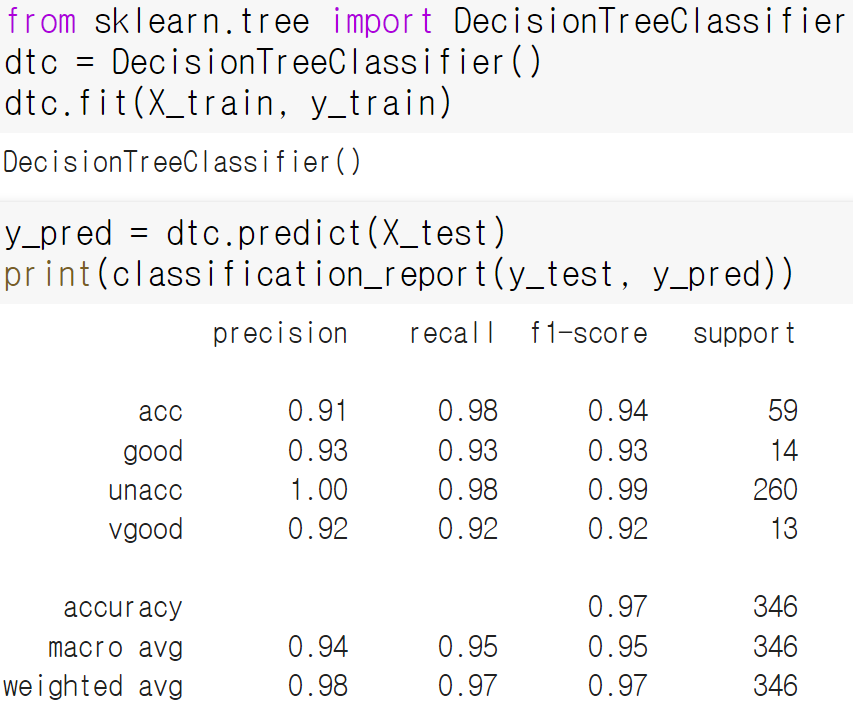 from sklearn.tree import DecisionTreeClassifier
dtc = DecisionTreeClassifier()
dtc.fit(X_train, y_train)
DecisionTreeClassifier()
y_pred = dtc.predict(X_test)
print(classification_report(y_test, y_pred))
precision recall f1-score support
acc 0.91 0.98 0.94 59
good 0.93 0.93 0.93 14
unacc 1.00 0.98 0.99 260
vgood 0.92 0.92 0.92 13
accuracy 0.97 346
macro avg 0.94 0.95 0.95 346
weighted avg 0.98 0.97 0.97 346